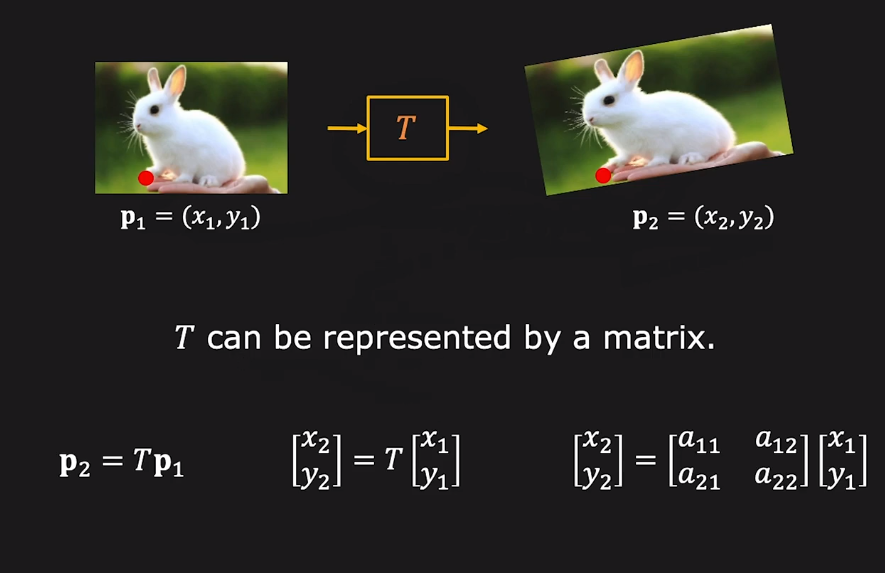 T
𝐩₁ = (x₁, y₁)
𝐩₂ = (x₂, y₂)
T can be represented by a matrix.
𝐩₂ = T𝐩₁
[x₂ y₂] = T [x₁ y₁]
[x₂ y₂] = [a₁₁ a₁₂ a₂₁ a₂₂] [x₁ y₁]